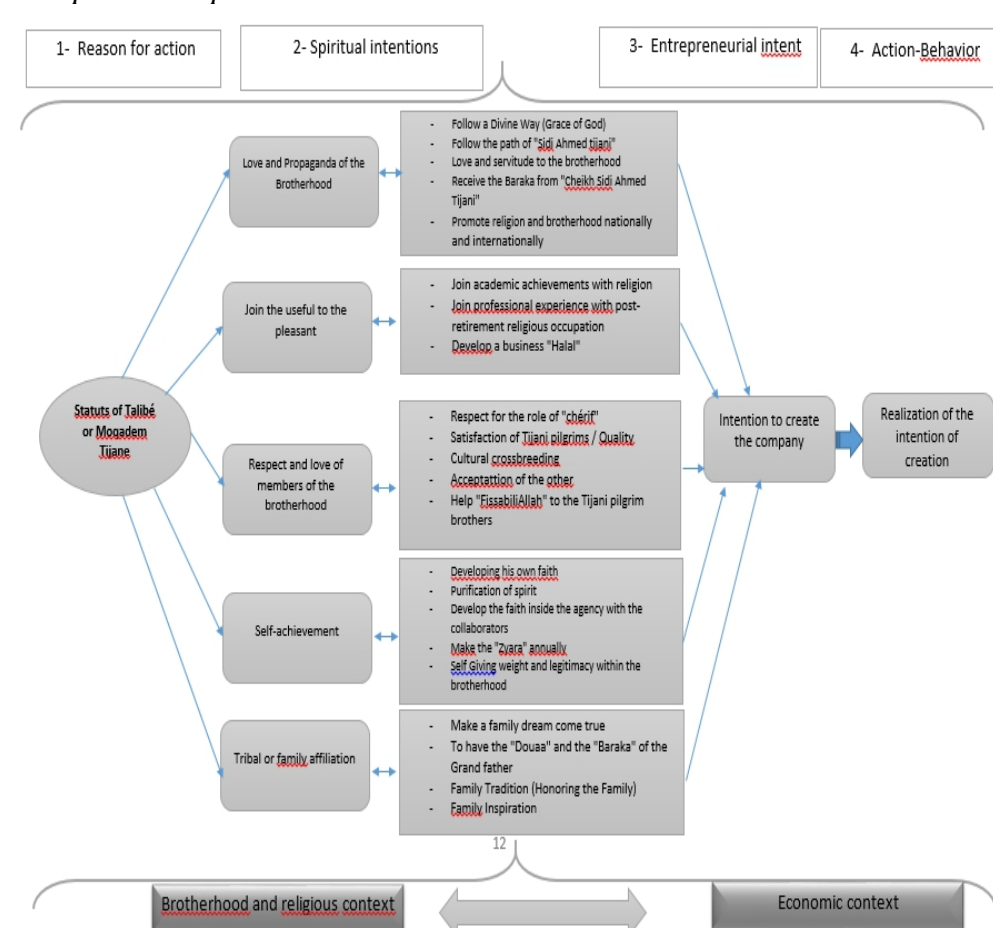 1- Reason for action
2- Spiritual intentions
3- Entrepreneurial intent
4- Action-Behavior
Statuts of Talibé
or Moqadem
Tijane
Love and Propaganda of the
Brotherhood
- Follow a Divine Way (Grace of God)
- Follow the path of "Sidi Ahmed tijani"
- Love and servitude to the brotherhood
- Receive the Baraka from "Cheikh Sidi Ahmed
Tijani"
- Promote religion and brotherhood nationally
and internationally
Join the useful to the
pleasant
- Join academic achievements with religion
- Join professional experience with post-
retirement religious occupation
- Develop a business "Halal"
Respect and love of
members of the
brotherhood
- Respect for the role of "chérif"
- Satisfaction of Tijani pilgrims / Quality
- Cultural crossbreeding
- Acceptattion of the other
- Help "FissabiliAllah" to the Tijani pilgrim
brothers
Self-achievement
- Developing his own faith
- Purification of spirit
- Develop the faith inside the agency with the
collaborators
- Make the "Zyara" annually
- Self Giving weight and legitimacy within the
brotherhood
Tribal or family affiliation
- Make a family dream come true
- To have the "Douaa" and the "Baraka" of the
Grand father
- Family Tradition (Honoring the Family)
- Family Inspiration
Intention to create
the company
Realization of the
intention of
creation
12
Brotherhood and religious context
Economic context